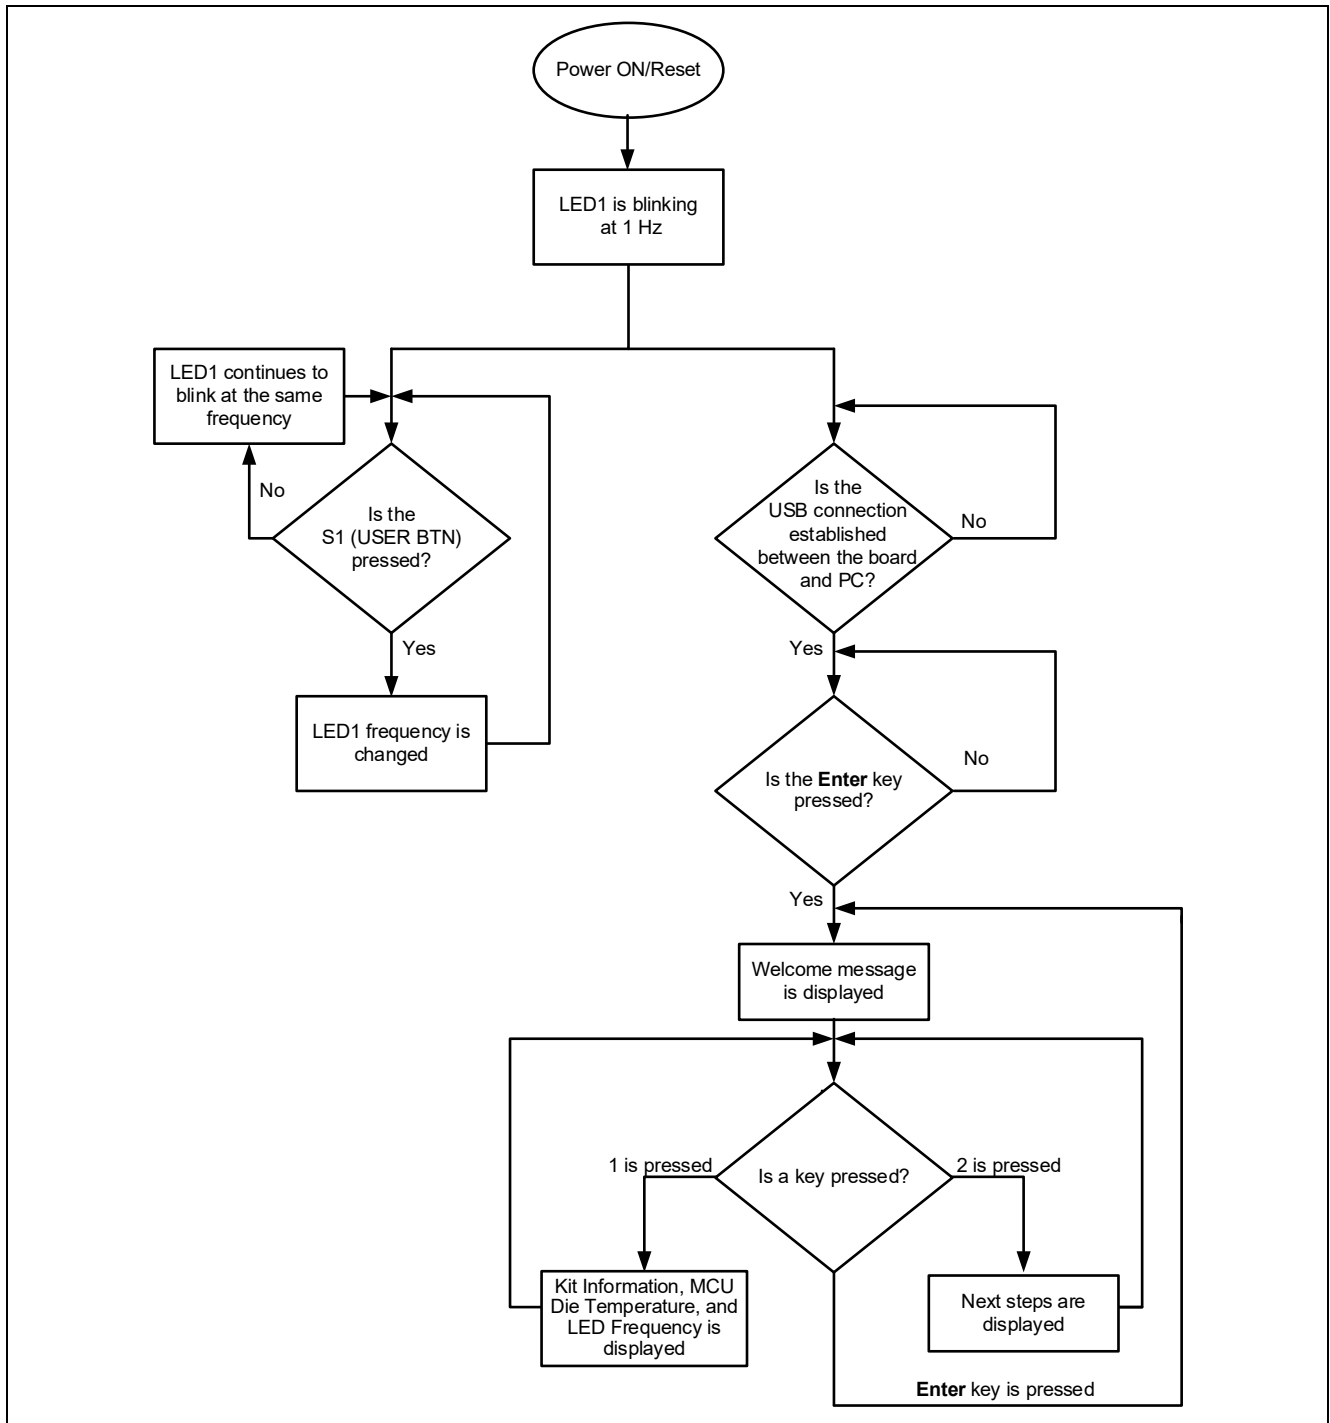 Power ON/Reset
LED1 is blinking
at 1 Hz
LED1 continues to
blink at the same
frequency
No
Is the
S1 (USER BTN)
pressed?
Yes
LED1 frequency is
changed
Is the
USB connection
established
between the board
and PC?
No
Yes
Is the Enter key
pressed?
No
Yes
Welcome message
is displayed
Is a key pressed?
1 is pressed
2 is pressed
Kit Information, MCU
Die Temperature, and
LED Frequency is
displayed
Next steps are
displayed
Enter key is pressed